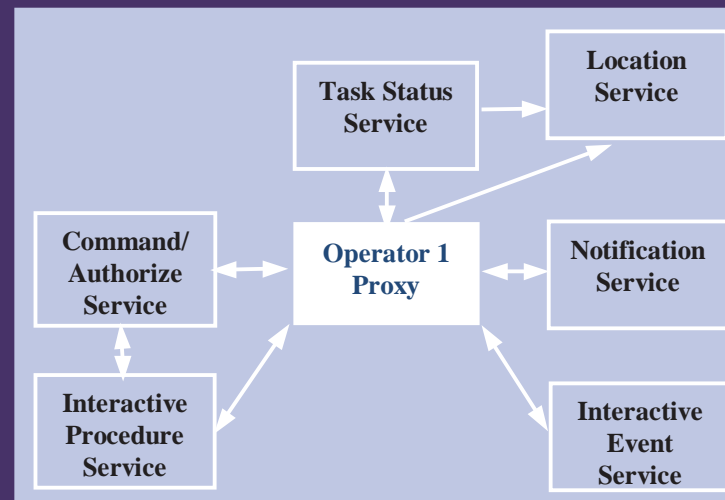 Location
Service
Task Status
Service
Command/
Authorize
Service
Operator 1
Proxy
Notification
Service
Interactive
Procedure
Service
Interactive
Event
Service